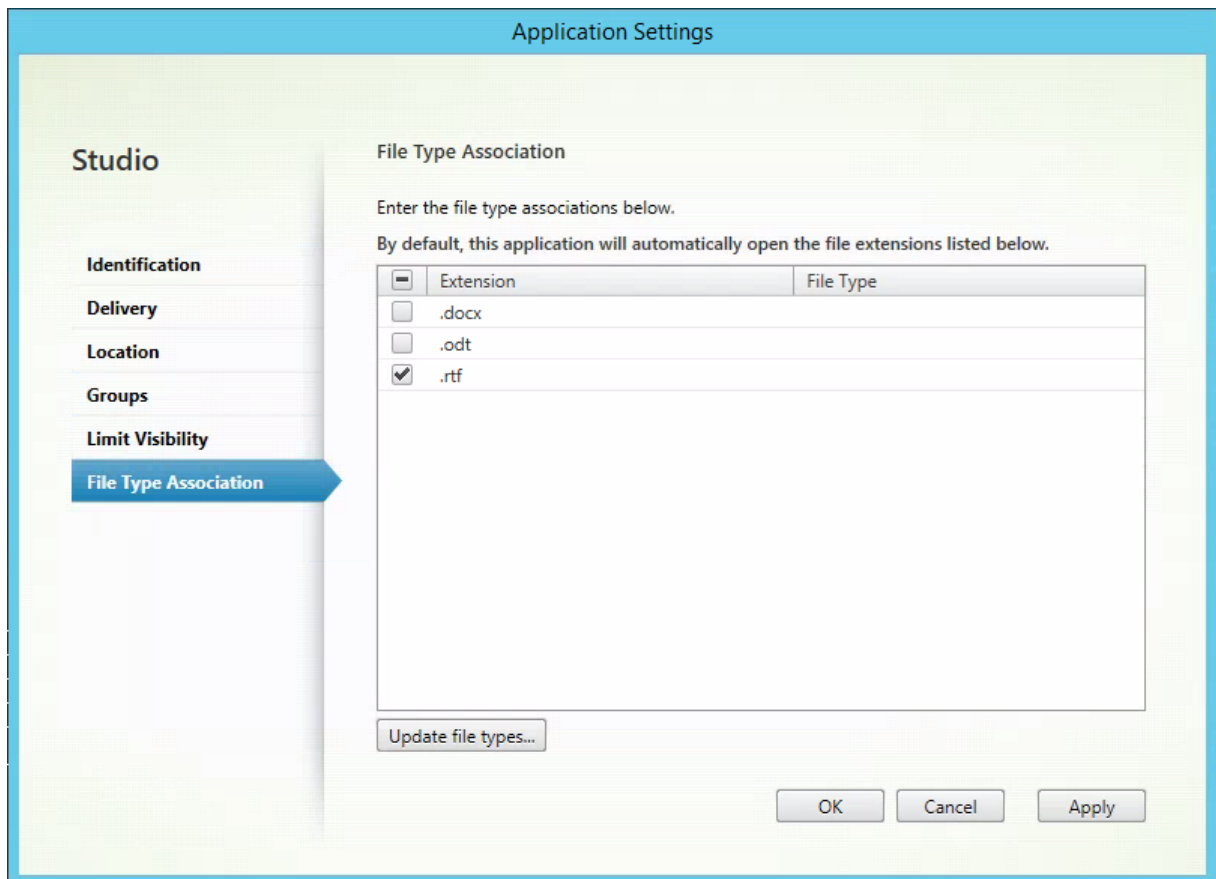 Application Settings
Studio
Identification
Delivery
Location
Groups
Limit Visibility
File Type Association
File Type Association
Enter the file type associations below.
By default, this application will automatically open the file extensions listed below.
Extension File Type
.docx
.odt
.rtf
Update file types...
OK Cancel Apply